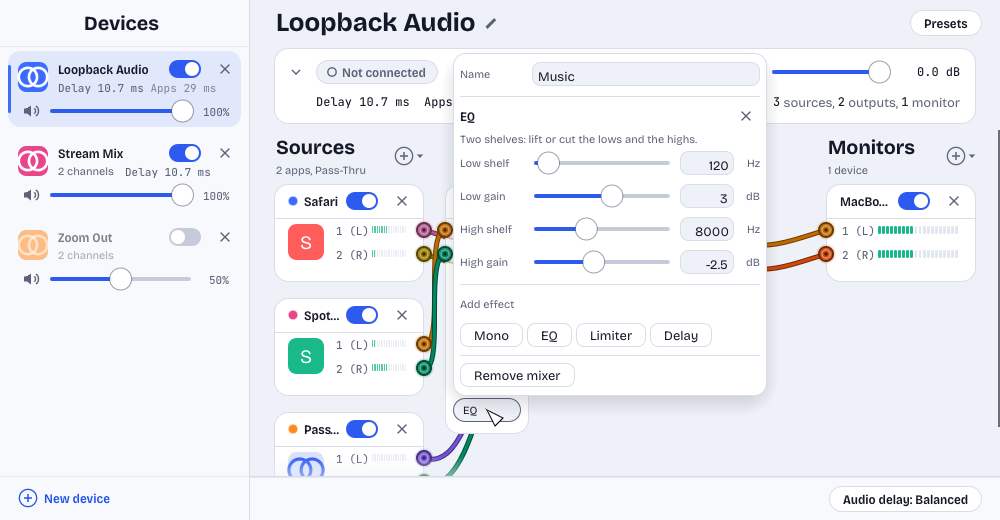 Devices
Loopback Audio
Delay 10.7 ms Apps 29 ms
100%
Stream Mix
2 channels Delay 10.7 ms
100%
Zoom Out
2 channels
50%
New device
Loopback Audio
Presets
Not connected
0.0 dB
Delay 10.7 ms Apps
3 sources, 2 outputs, 1 monitor
Sources
2 apps, Pass-Thru
Safari
S
1 (L)
2 (R)
Spot...
S
1 (L)
2 (R)
Pass...
1 (L)
Name
Music
EQ
Two shelves: lift or cut the lows and the highs.
Low shelf 120 Hz
Low gain 3 dB
High shelf 8000 Hz
High gain -2.5 dB
Add effect
Mono EQ Limiter Delay
Remove mixer
EQ
Monitors
1 device
MacBo...
1 (L)
2 (R)
Audio delay: Balanced